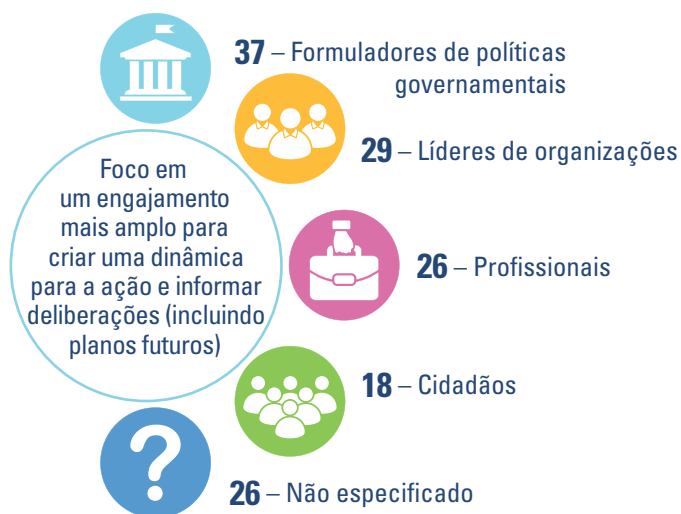 37 – Formuladores de políticas
governamentais
29 – Líderes de organizações
Foco em
um engajamento
mais amplo para
criar uma dinâmica
para a ação e informar
deliberações (incluindo
planos futuros)
26 – Profissionais
18 – Cidadãos
?
26 – Não especificado